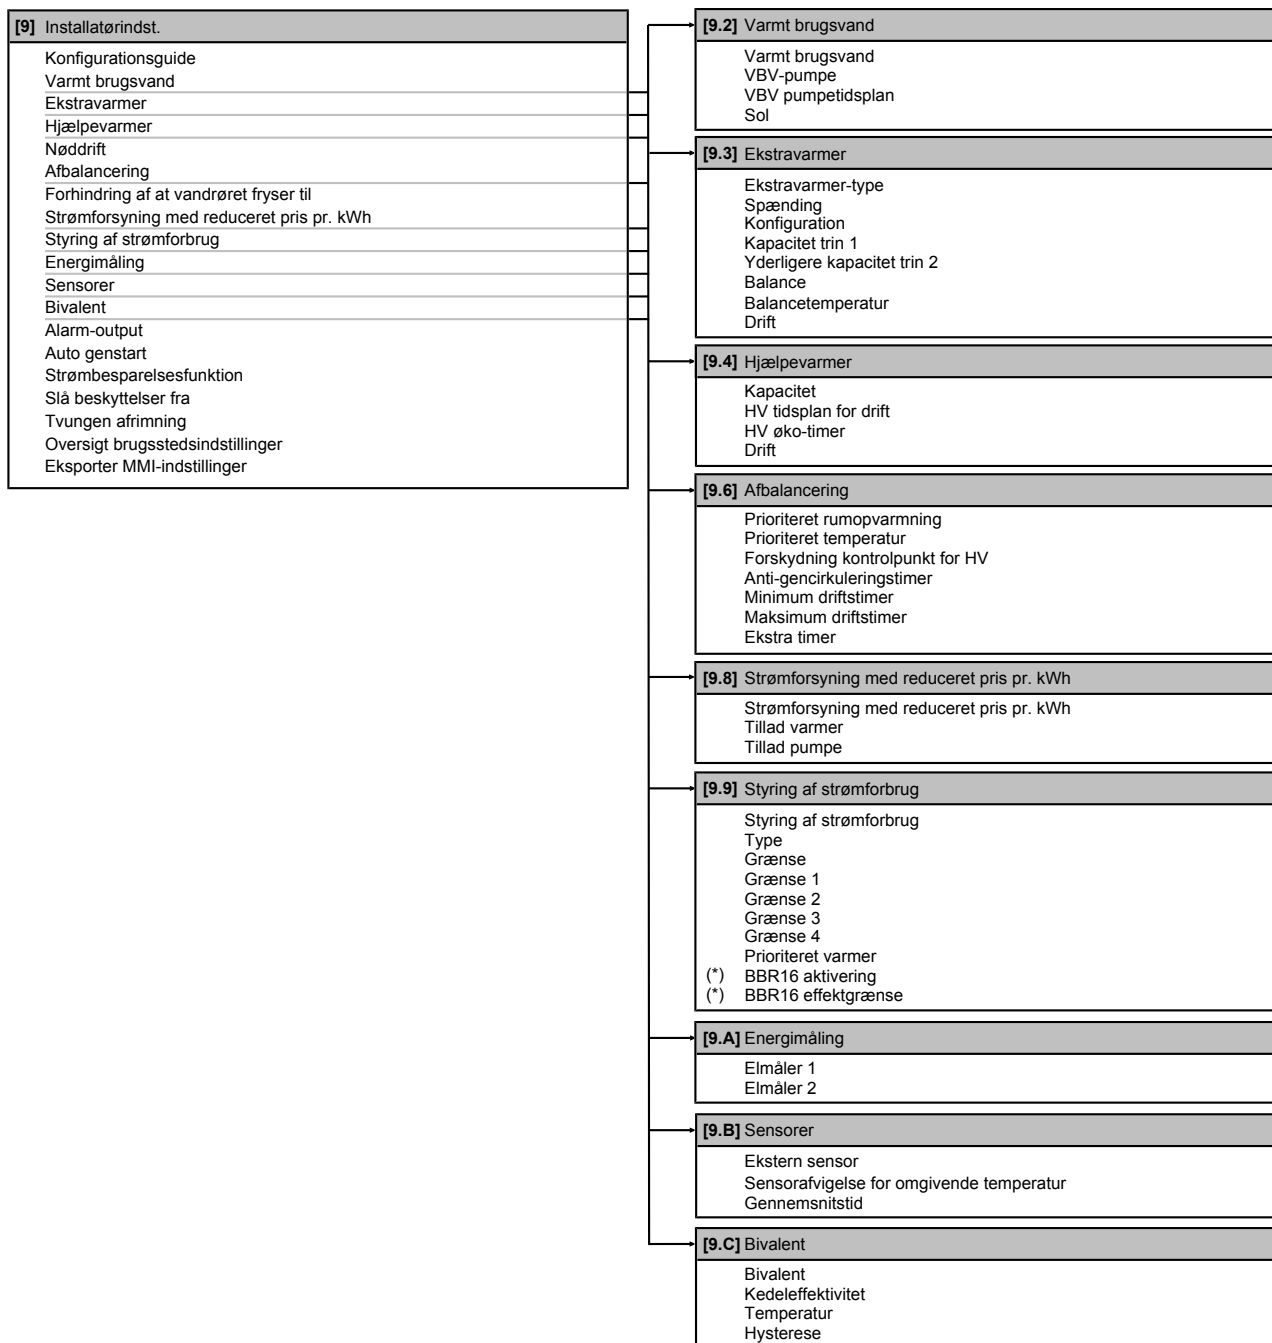 [9] Installatørindst.
Konfigurationsguide
Varmt brugsvand
Ekstravarmer
Hjælpevarmer
Nøddrift
Afbalancering
Forhindring af at vandrøret fryser til
Strømforsyning med reduceret pris pr. kWh
Styring af strømforbrug
Energimåling
Sensorer
Bivalent
Alarm-output
Auto genstart
Strømbesparelsesfunktion
Slå beskyttelser fra
Tvungen afrimning
Oversigt brugsstedsindstillinger
Eksporter MMI-indstillinger
[9.2] Varmt brugsvand
Varmt brugsvand
VBV-pumpe
VBV pumpetidsplan
Sol
[9.3] Ekstravarmer
Ekstravarmer-type
Spænding
Konfiguration
Kapacitet trin 1
Yderligere kapacitet trin 2
Balance
Balancetemperatur
Drift
[9.4] Hjælpevarmer
Kapacitet
HV tidsplan for drift
HV øko-timer
Drift
[9.6] Afbalancering
Prioriteret rumopvarmning
Prioriteret temperatur
Forskydning kontrolpunkt for HV
Anti-gencirkuleringstimer
Minimum driftstimer
Maksimum driftstimer
Ekstra timer
[9.8] Strømforsyning med reduceret pris pr. kWh
Strømforsyning med reduceret pris pr. kWh
Tillad varmer
Tillad pumpe
[9.9] Styring af strømforbrug
Styring af strømforbrug
Type
Grænse
Grænse 1
Grænse 2
Grænse 3
Grænse 4
Prioriteret varmer
(*) BBR16 aktivering
(*) BBR16 effektgrænse
[9.A] Energimåling
Elmåler 1
Elmåler 2
[9.B] Sensorer
Ekstern sensor
Sensorafvigelse for omgivende temperatur
Gennemsnitstid
[9.C] Bivalent
Bivalent
Kedeleffektivitet
Temperatur
Hysterese